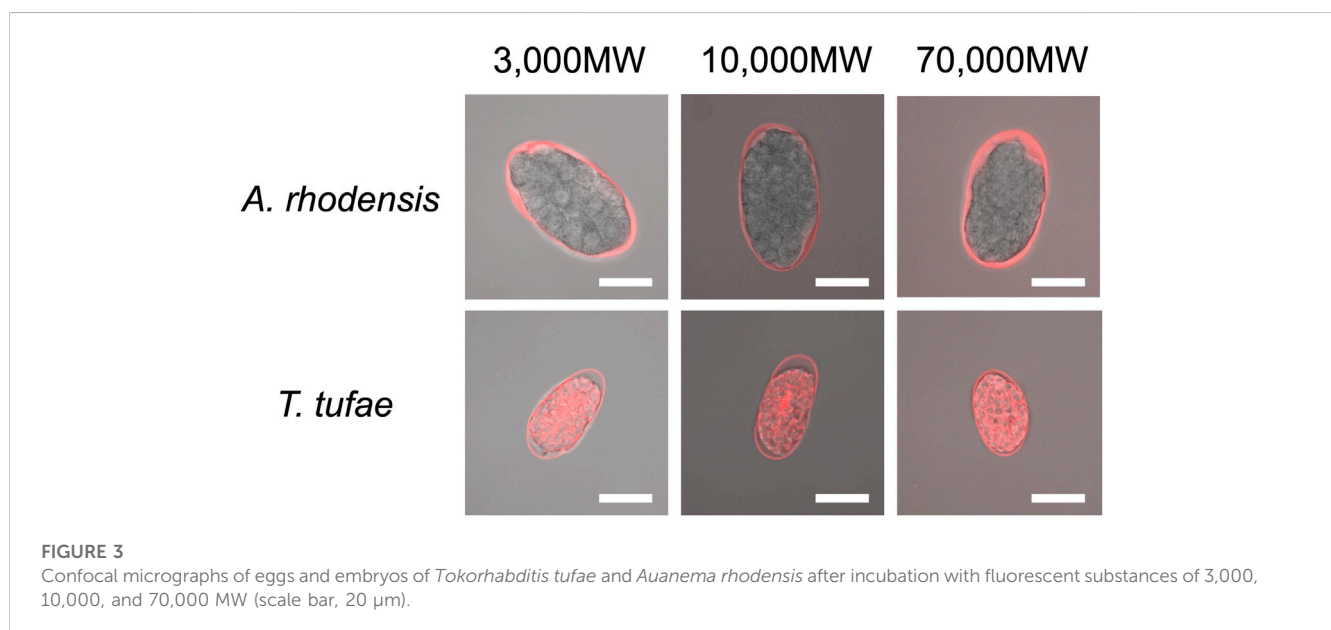 3,000MW 10,000MW 70,000MW
A. rhodensis
T. tufae
FIGURE 3
Confocal micrographs of eggs and embryos of Tokorhabditis tufae and Auanema rhodensis after incubation with fluorescent substances of 3,000,
10,000, and 70,000 MW (scale bar, 20 μm).